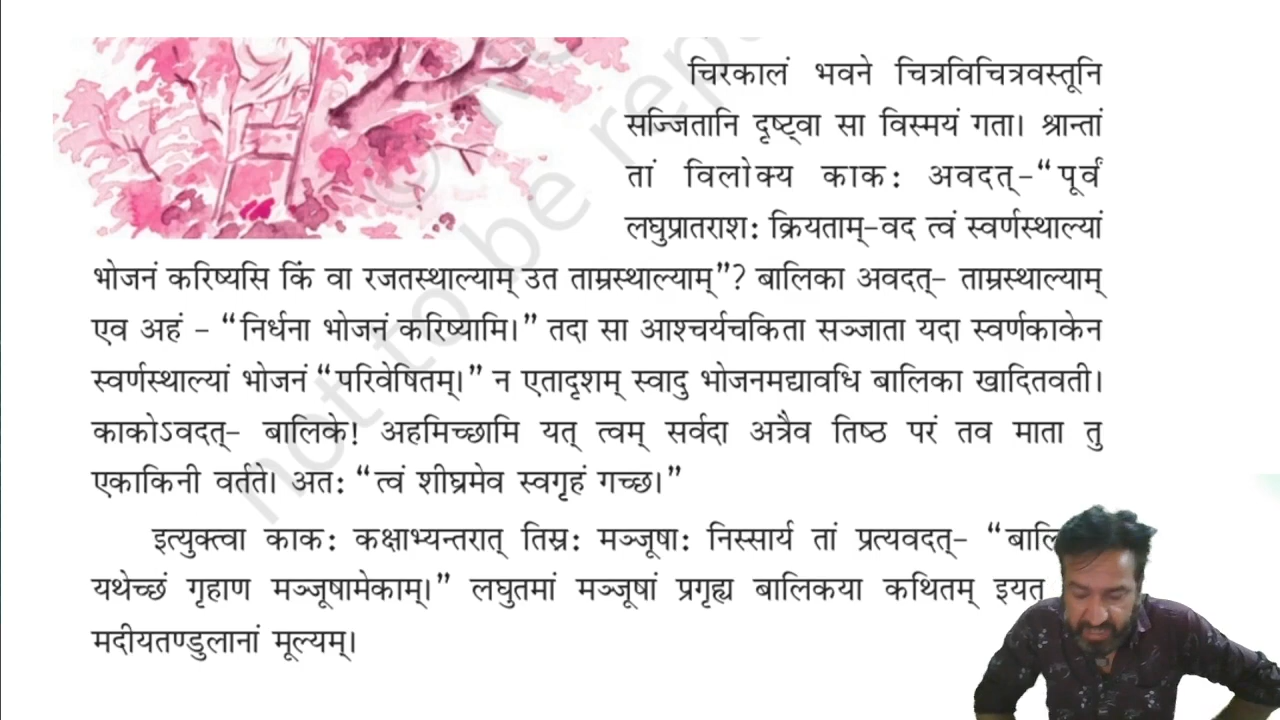 चिरकालं भवने चित्रविचित्रवस्तूनि
सज्जितानि दृष्ट्वा सा विस्मयं गता। श्रान्तां
तां विलोक्य काकः अवदत्-“पूर्वं
लघुप्रातराशः क्रियताम्-वद त्वं स्वर्णस्थाल्यां
भोजनं करिष्यसि किं वा रजतस्थाल्याम् उत ताम्रस्थाल्याम्”? बालिका अवदत्- ताम्रस्थाल्याम्
एव अहं - “निर्धना भोजनं करिष्यामि।” तदा सा आश्चर्यचकिता सञ्जाता यदा स्वर्णकाकेन
स्वर्णस्थाल्यां भोजनं “परिवेषितम्।” न एतादृशम् स्वादु भोजनमद्यावधि बालिका खादितवती।
काकोऽवदत्- बालिके! अहमिच्छामि यत् त्वम् सर्वदा अत्रैव तिष्ठ परं तव माता तु
एकाकिनी वर्तते। अतः “त्वं शीघ्रमेव स्वगृहं गच्छ।”
इत्युक्त्वा काकः कक्षाभ्यन्तरात् तिस्रः मञ्जूषाः निस्सार्य तां प्रत्यवदत्- “बालि
यथेच्छं गृहाण मञ्जूषामेकाम्।” लघुतमां मञ्जूषां प्रगृह्य बालिकया कथितम् इयत
मदीयतण्डुलानां मूल्यम्।
not to be rep